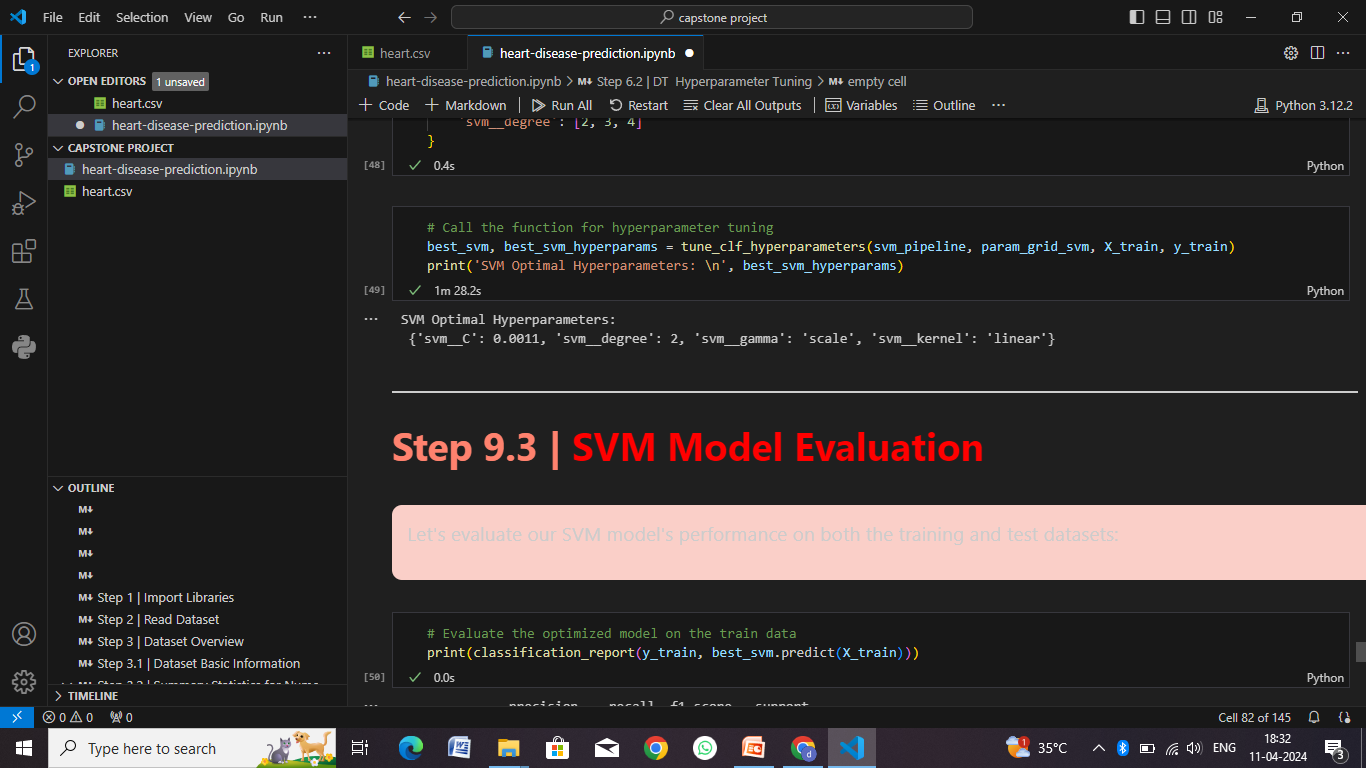 File Edit Selection View Go Run ··· capstone project
EXPLORER ···
OPEN EDITORS 1 unsaved
heart.csv
heart-disease-prediction.ipynb
CAPSTONE PROJECT
heart-disease-prediction.ipynb
heart.csv
OUTLINE
M↓
M↓
M↓
M↓
M↓ Step 1 | Import Libraries
M↓ Step 2 | Read Dataset
M↓ Step 3 | Dataset Overview
M↓ Step 3.1 | Dataset Basic Information
TIMELINE
heart.csv heart-disease-prediction.ipynb
heart-disease-prediction.ipynb > M↓ Step 6.2 | DT Hyperparameter Tuning > M↓ empty cell
+ Code + Markdown Run All Restart Clear All Outputs Variables Outline ··· Python 3.12.2
'svm__degree': [2, 3, 4]
}
[48] 0.4s Python
# Call the function for hyperparameter tuning
best_svm, best_svm_hyperparams = tune_clf_hyperparameters(svm_pipeline, param_grid_svm, X_train, y_train)
print('SVM Optimal Hyperparameters: \n', best_svm_hyperparams)
[49] 1m 28.2s Python
··· SVM Optimal Hyperparameters:
{'svm__C': 0.0011, 'svm__degree': 2, 'svm__gamma': 'scale', 'svm__kernel': 'linear'}
Step 9.3 | SVM Model Evaluation
Let's evaluate our SVM model's performance on both the training and test datasets:
# Evaluate the optimized model on the train data
print(classification_report(y_train, best_svm.predict(X_train)))
[50] 0.0s Python
precision recall f1-score support
0 0 0 Cell 82 of 145
Type here to search 35°C ENG 18:32
11-04-2024 3